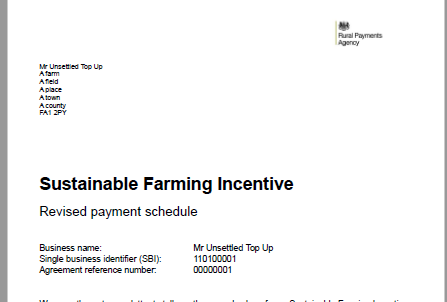 Rural Payments
Agency
Mr Unsettled Top Up
A farm
A field
A place
A town
A county
FA1 2PY
Sustainable Farming Incentive
Revised payment schedule
Business name: Mr Unsettled Top Up
Single business identifier (SBI): 110100001
Agreement reference number: 00000001